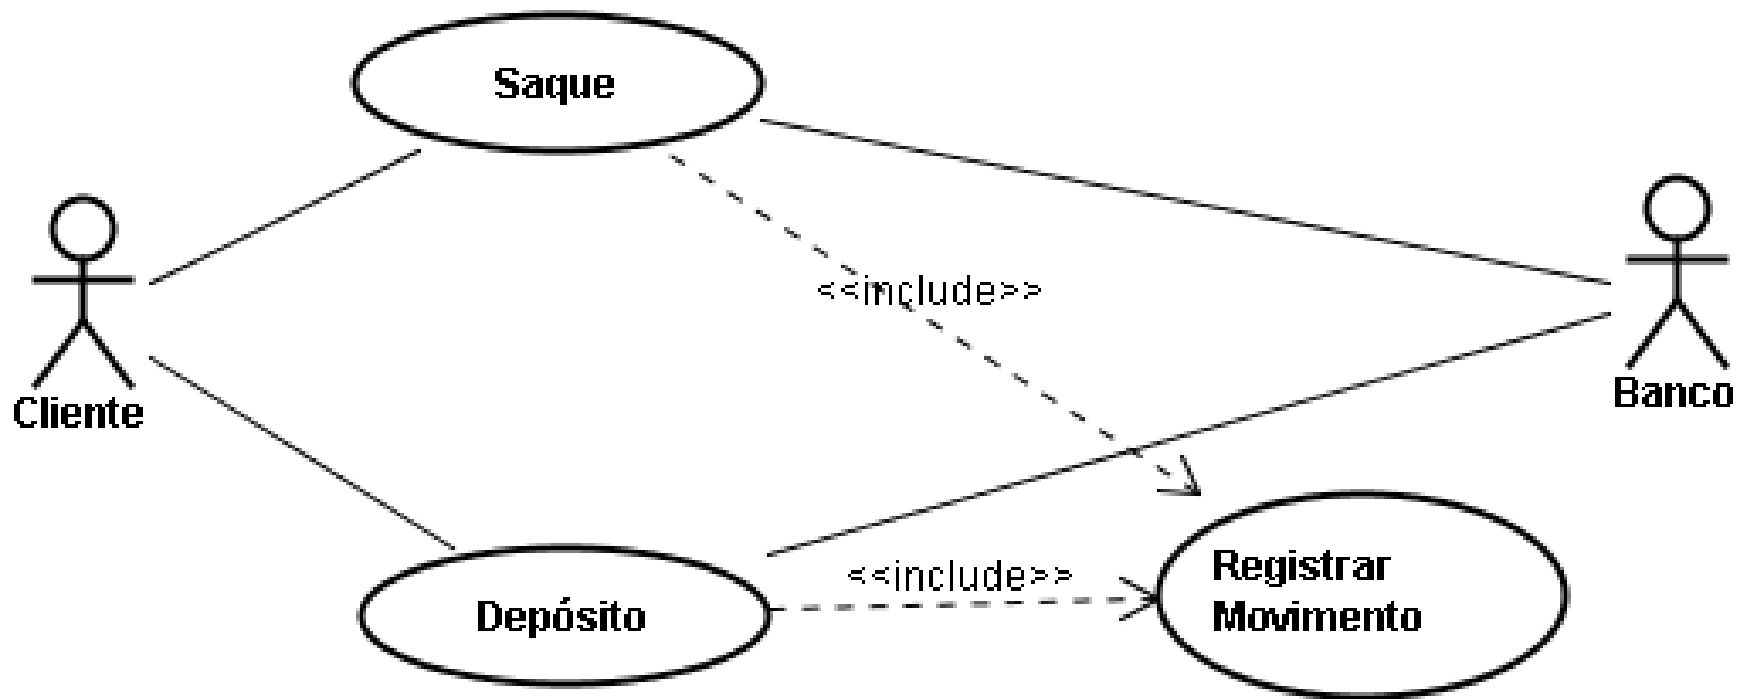 Saque
<<include>>
Cliente
Banco
<<include>>
Depósito
Registrar
Movimento